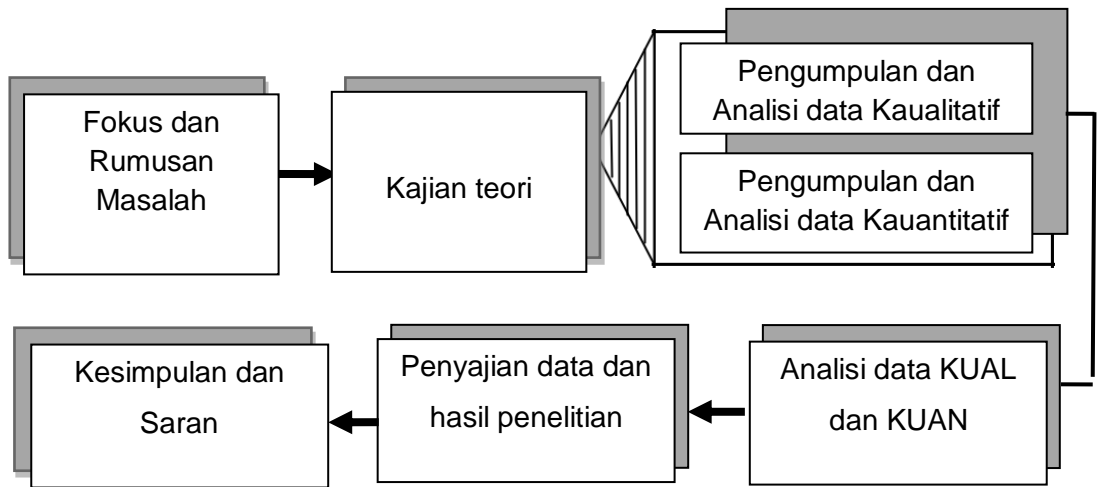 Fokus dan
Rumusan
Masalah
Kajian teori
Pengumpulan dan
Analisi data Kaualitatif
Pengumpulan dan
Analisi data Kauantitatif
Analisi data KUAL
dan KUAN
Penyajian data dan
hasil penelitian
Kesimpulan dan
Saran